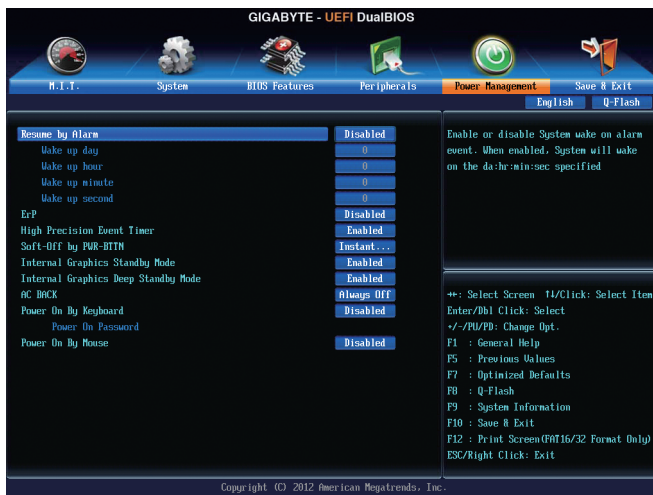 GIGABYTE - UEFI DualBIOS
M.I.T. System BIOS Features Peripherals Power Management Save & Exit
English Q-Flash
Resume by Alarm Disabled
Wake up day 0
Wake up hour 0
Wake up minute 0
Wake up second 0
ErP Disabled
High Precision Event Timer Enabled
Soft-Off by PWR-BTTN Instant...
Internal Graphics Standby Mode Enabled
Internal Graphics Deep Standby Mode Enabled
AC BACK Always Off
Power On By Keyboard Disabled
Power On Password
Power On By Mouse Disabled
Enable or disable System wake on alarm
event. When enabled, System will wake
on the da:hr:min:sec specified
→←: Select Screen ↑↓/Click: Select Item
Enter/Dbl Click: Select
+/-/PU/PD: Change Opt.
F1 : General Help
F5 : Previous Values
F7 : Optimized Defaults
F8 : Q-Flash
F9 : System Information
F10 : Save & Exit
F12 : Print Screen(FAT16/32 Format Only)
ESC/Right Click: Exit
Copyright (C) 2012 American Megatrends, Inc.